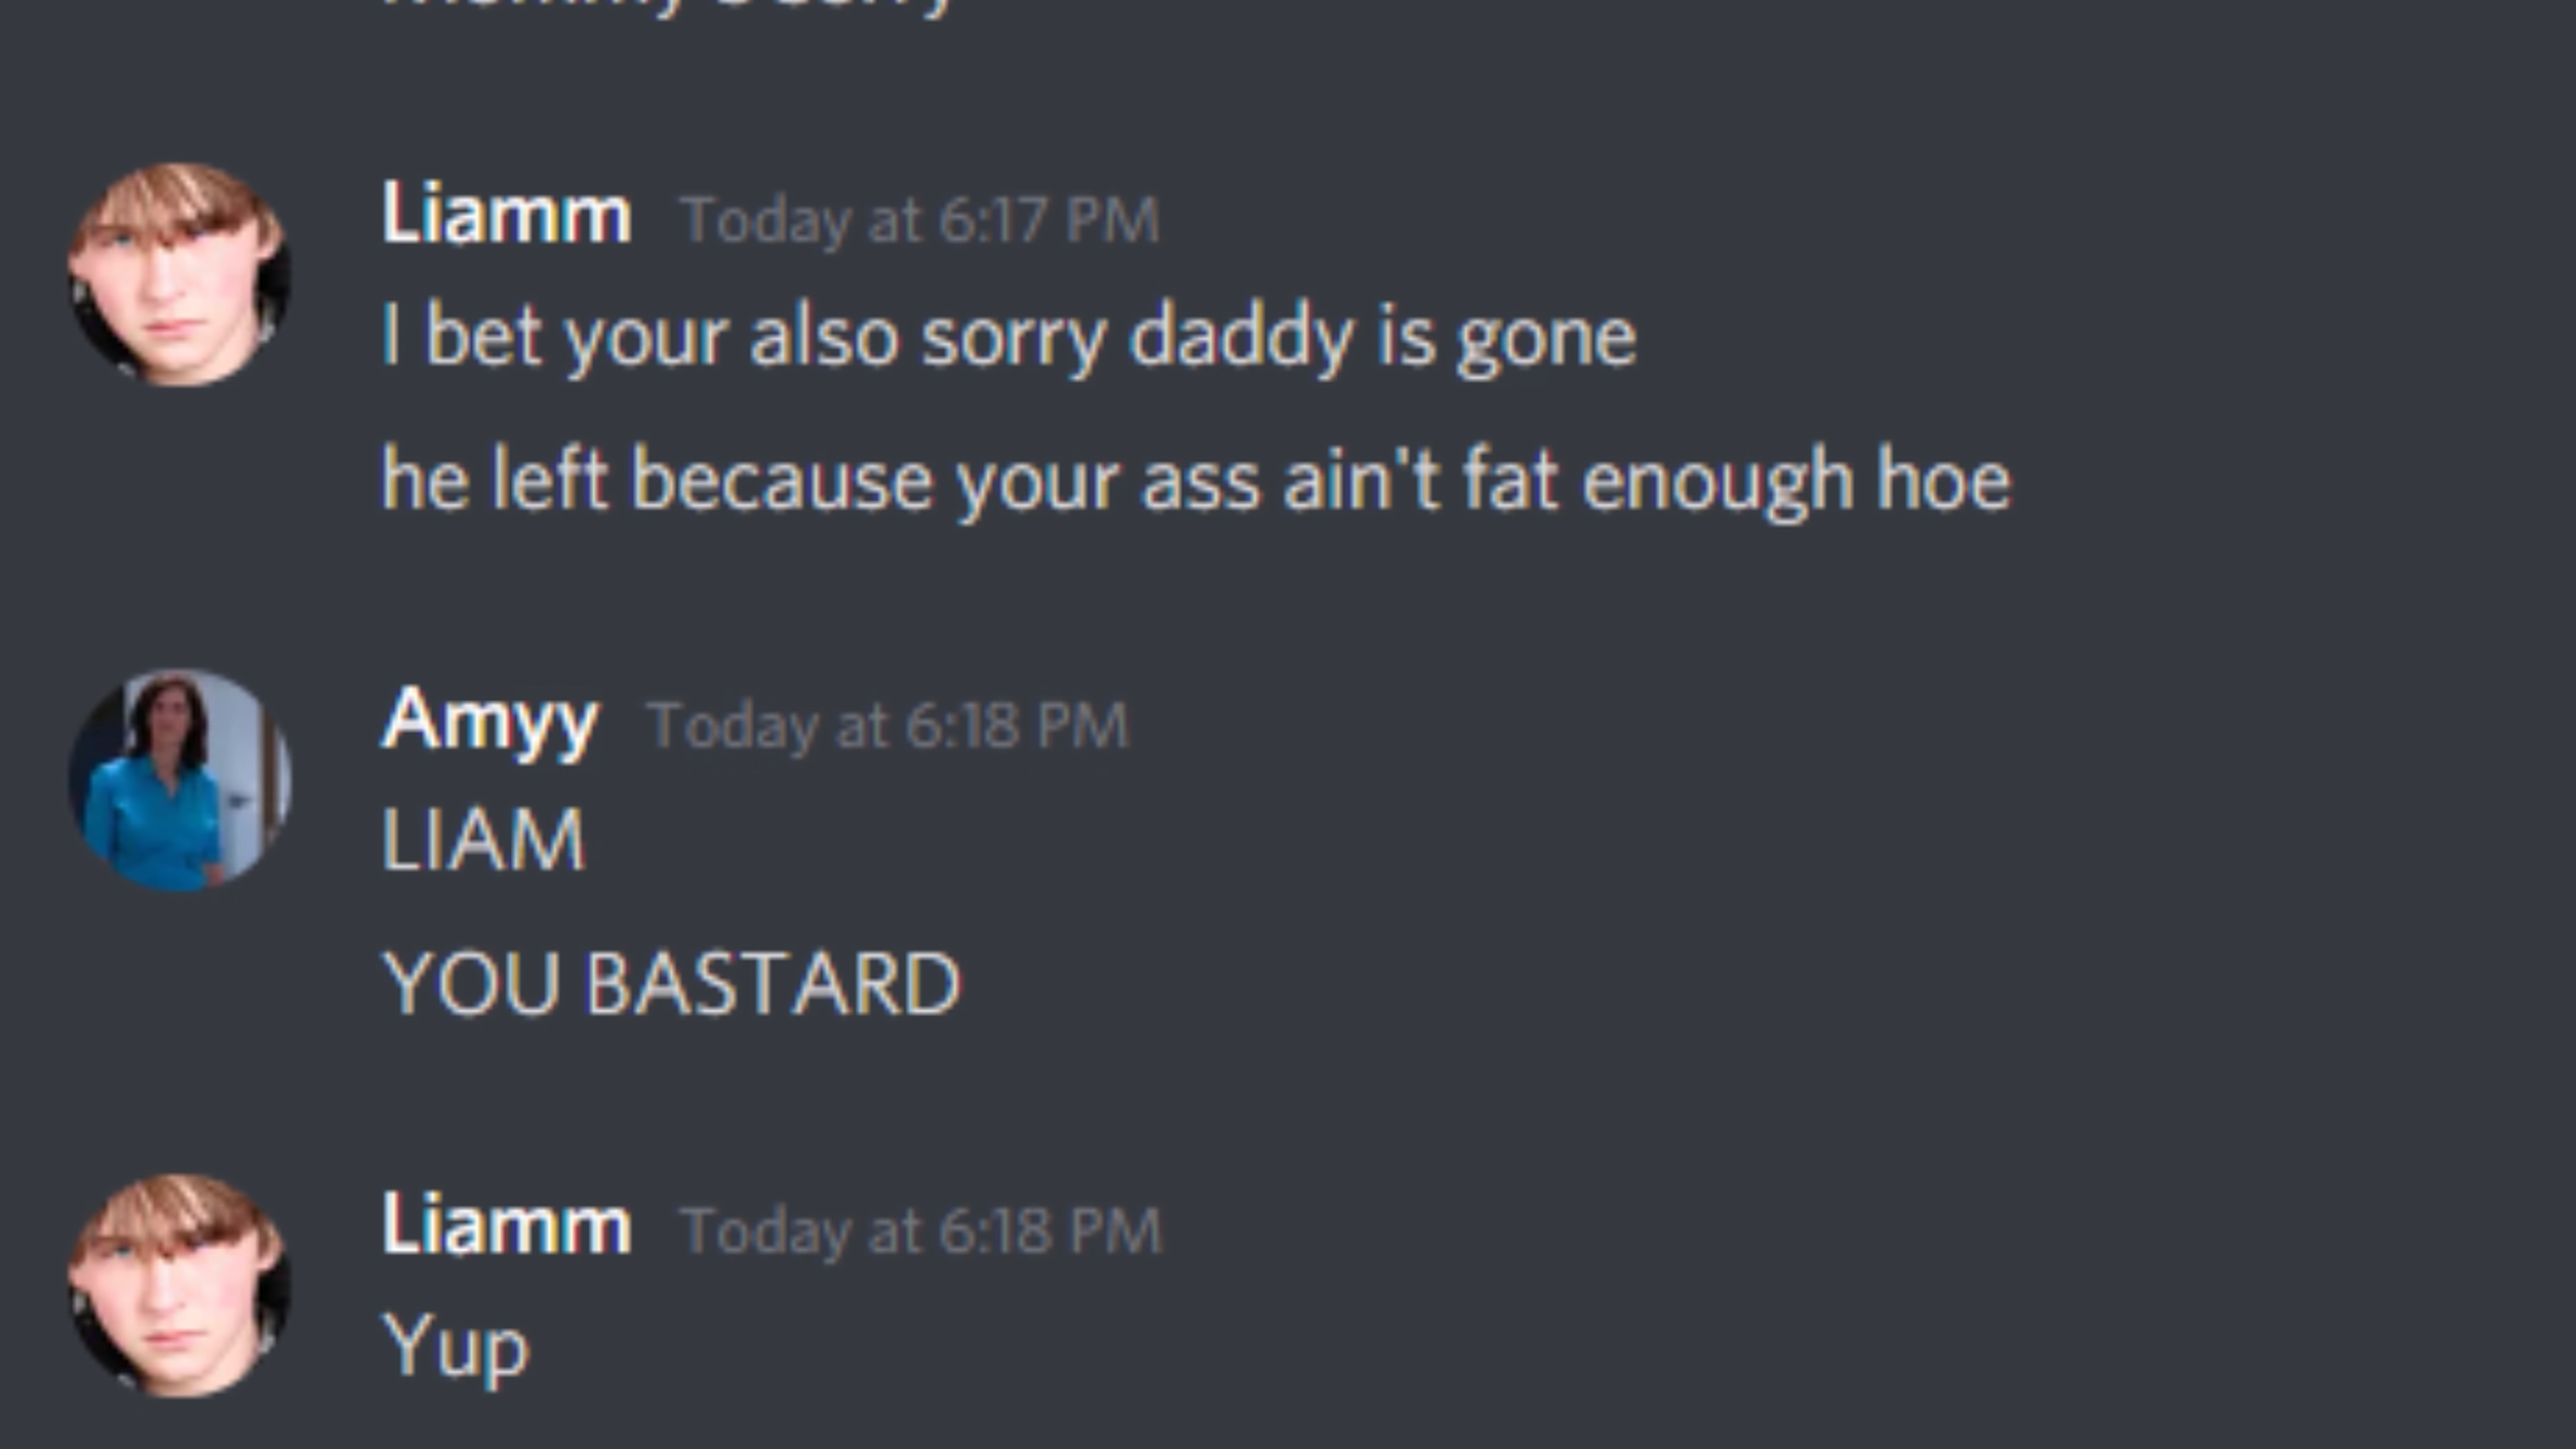 Liamm Today at 6:17 PM
I bet your also sorry daddy is gone
he left because your ass ain't fat enough hoe
Amyy Today at 6:18 PM
LIAM
YOU BASTARD
Liamm Today at 6:18 PM
Yup